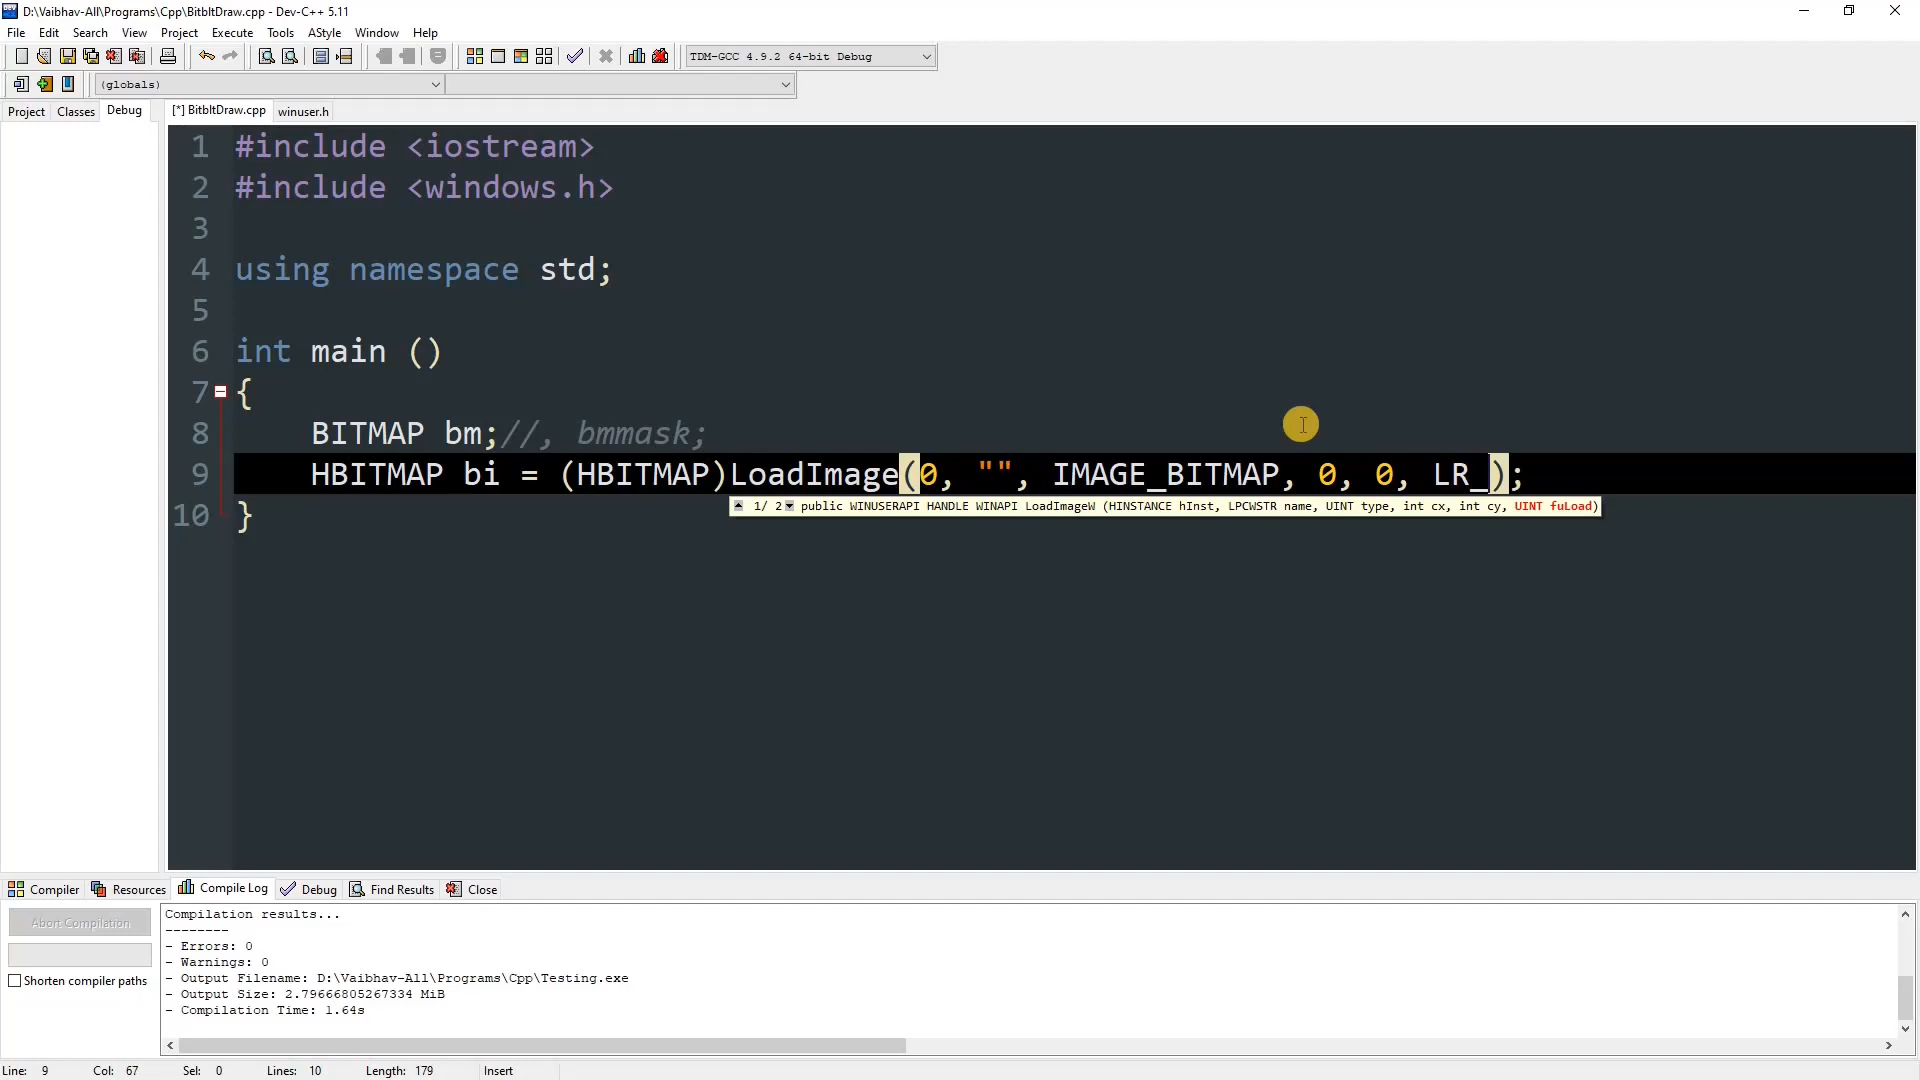 D:\Vaibhav-All\Programs\Cpp\BitbltDraw.cpp - Dev-C++ 5.11
File Edit Search View Project Execute Tools AStyle Window Help
TDM-GCC 4.9.2 64-bit Debug
(globals)
Project Classes Debug [*] BitbltDraw.cpp winuser.h
1 #include <iostream>
2 #include <windows.h>
3
4 using namespace std;
5
6 int main ()
7 {
8 BITMAP bm;//, bmmask;
9 HBITMAP bi = (HBITMAP)LoadImage(0, "", IMAGE_BITMAP, 0, 0, LR_);
1/ 2 public WINUSERAPI HANDLE WINAPI LoadImageW (HINSTANCE hInst, LPCWSTR name, UINT type, int cx, int cy, UINT fuLoad)
10 }
Compiler Resources Compile Log Debug Find Results Close
Abort Compilation
Shorten compiler paths
Compilation results...
--------
- Errors: 0
- Warnings: 0
- Output Filename: D:\Vaibhav-All\Programs\Cpp\Testing.exe
- Output Size: 2.79666805267334 MiB
- Compilation Time: 1.64s
Line: 9 Col: 67 Sel: 0 Lines: 10 Length: 179 Insert